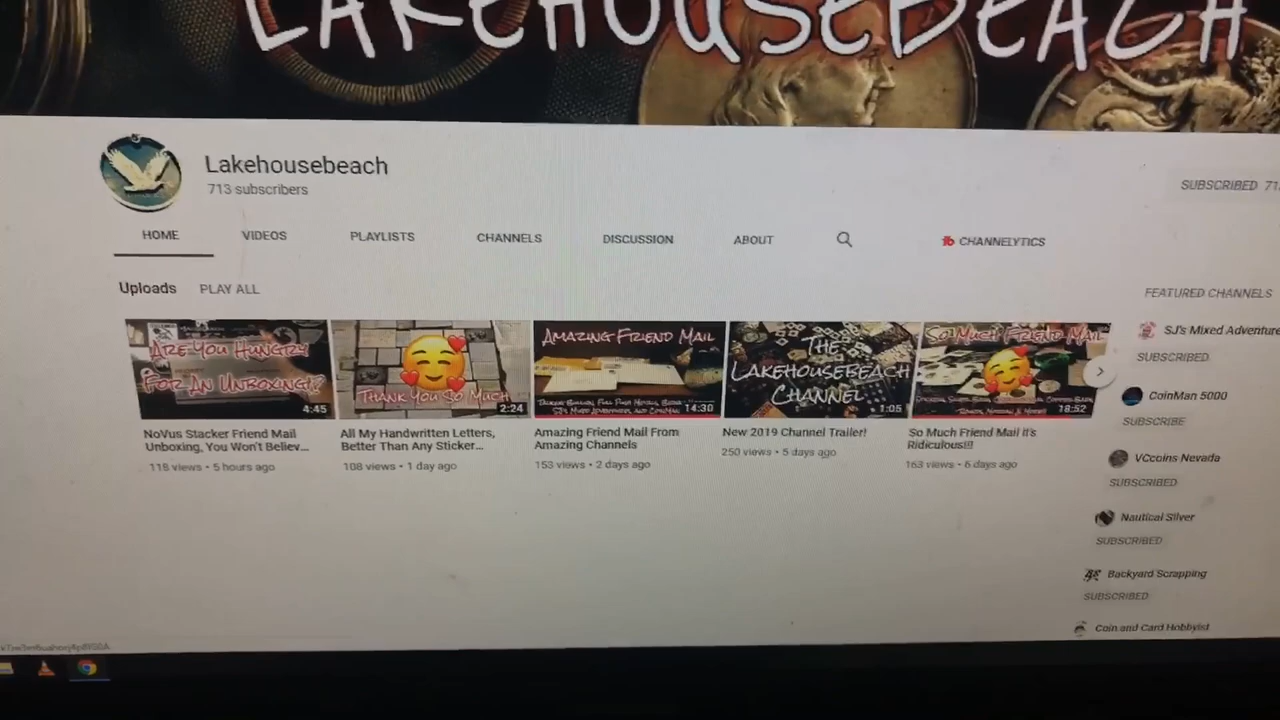 LAKEHOUSEBEACH
Lakehousebeach
713 subscribers
SUBSCRIBED 71
HOME
VIDEOS
PLAYLISTS
CHANNELS
DISCUSSION
ABOUT
CHANNELYTICS
Uploads
PLAY ALL
ARE YOU HUNGRY
FOR AN UNBOXING!?
4:45
THANK YOU SO MUCH
2:24
AMAZING FRIEND MAIL
14:30
THE
LAKEHOUSEBEACH
CHANNEL
1:05
SO MUCH FRIEND MAIL
18:52
NoVus Stacker Friend Mail
Unboxing, You Won't Believ...
118 views • 5 hours ago
All My Handwritten Letters,
Better Than Any Sticker...
108 views • 1 day ago
Amazing Friend Mail From
Amazing Channels
153 views • 2 days ago
New 2019 Channel Trailer!
250 views • 5 days ago
So Much Friend Mail It's
Ridiculous!!!
163 views • 6 days ago
FEATURED CHANNELS
SJ's Mixed Adventure
SUBSCRIBED
CoinMan 5000
SUBSCRIBE
VCcoins Nevada
SUBSCRIBED
Nautical Silver
SUBSCRIBED
Backyard Scrapping
SUBSCRIBED
Coin and Card Hobbyist